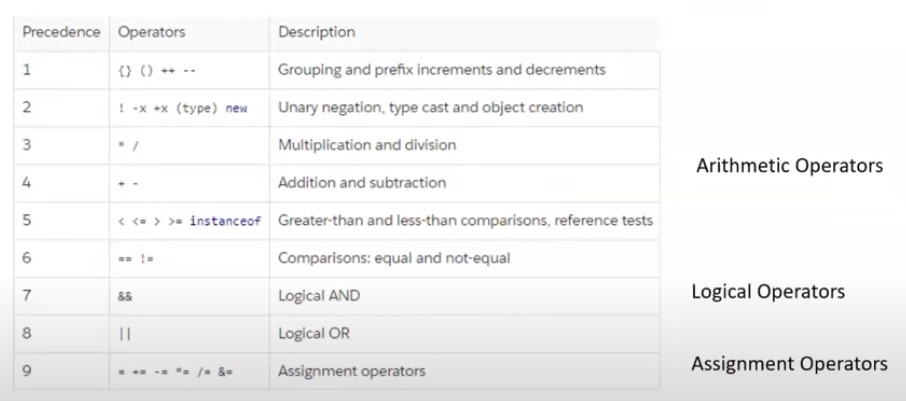 Precedence Operators Description
1 {} () ++ -- Grouping and prefix increments and decrements
2 ! -x +x (type) new Unary negation, type cast and object creation
3 * / Multiplication and division
Arithmetic Operators
4 + - Addition and subtraction
5 < <= > >= instanceof Greater-than and less-than comparisons, reference tests
6 == != Comparisons: equal and not-equal
7 && Logical AND
Logical Operators
8 || Logical OR
9 = += -= *= /= &= Assignment operators
Assignment Operators